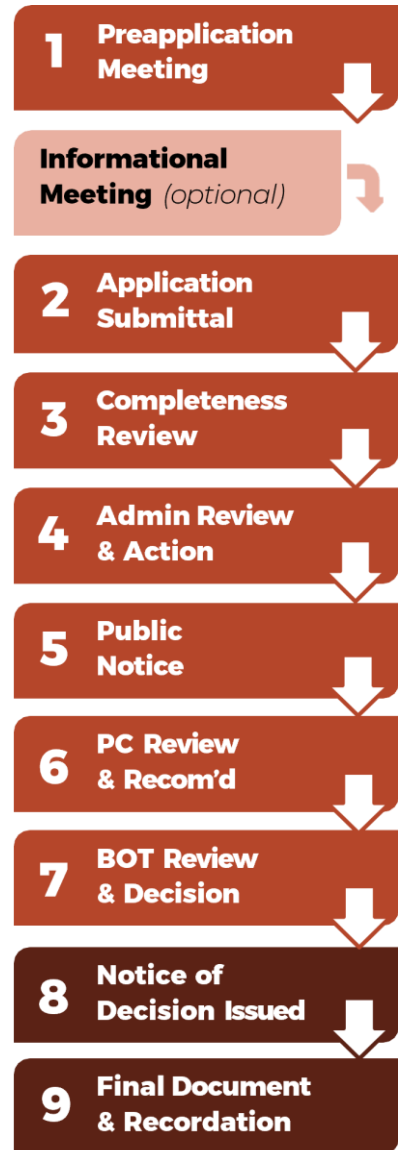 1 Preapplication
Meeting
Informational
Meeting (optional)
2 Application
Submittal
3 Completeness
Review
4 Admin Review
& Action
5 Public
Notice
6 PC Review
& Recom'd
7 BOT Review
& Decision
8 Notice of
Decision Issued
9 Final Document
& Recordation